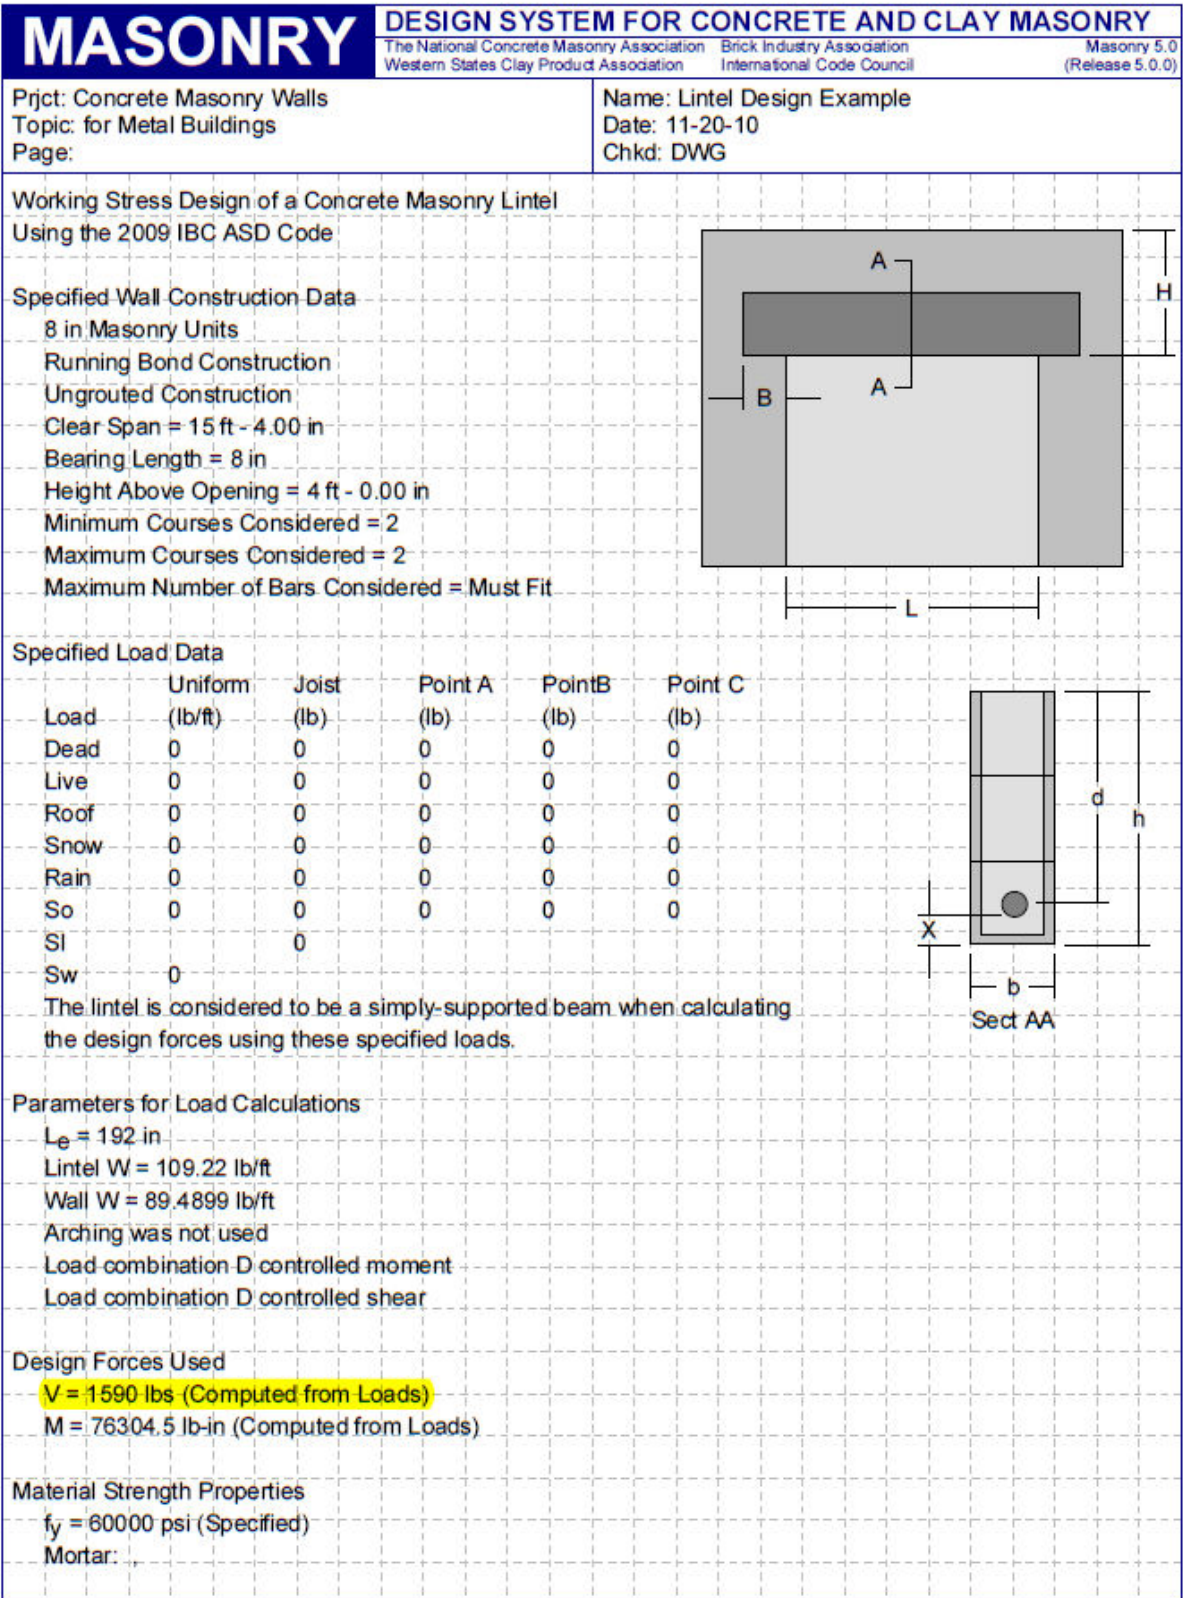 MASONRY
DESIGN SYSTEM FOR CONCRETE AND CLAY MASONRY
The National Concrete Masonry Association Brick Industry Association Masonry 5.0
Western States Clay Product Association International Code Council (Release 5.0.0)
Prjct: Concrete Masonry Walls
Topic: for Metal Buildings
Page:
Name: Lintel Design Example
Date: 11-20-10
Chkd: DWG
Working Stress Design of a Concrete Masonry Lintel
Using the 2009 IBC ASD Code
Specified Wall Construction Data
8 in Masonry Units
Running Bond Construction
Ungrouted Construction
Clear Span = 15 ft - 4.00 in
Bearing Length = 8 in
Height Above Opening = 4 ft - 0.00 in
Minimum Courses Considered = 2
Maximum Courses Considered = 2
Maximum Number of Bars Considered = Must Fit
A
H
B
A
L
Specified Load Data
Uniform Joist Point A PointB Point C
Load (lb/ft) (lb) (lb) (lb) (lb)
Dead 0 0 0 0 0
Live 0 0 0 0 0
Roof 0 0 0 0 0
Snow 0 0 0 0 0
Rain 0 0 0 0 0
So 0 0 0 0 0
Sl 0
Sw 0
The lintel is considered to be a simply-supported beam when calculating
the design forces using these specified loads.
d
h
X
b
Sect AA
Parameters for Load Calculations
Le = 192 in
Lintel W = 109.22 lb/ft
Wall W = 89.4899 lb/ft
Arching was not used
Load combination D controlled moment
Load combination D controlled shear
Design Forces Used
V = 1590 lbs (Computed from Loads)
M = 76304.5 lb-in (Computed from Loads)
Material Strength Properties
fy = 60000 psi (Specified)
Mortar: ,